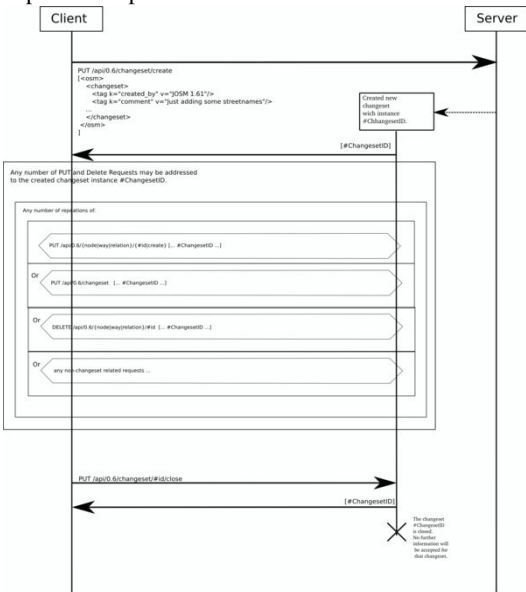 Client
Server
PUT /api/0.6/changeset/create
[<osm>
<changeset>
<tag k="created_by" v="JOSM 1.61"/>
<tag k="comment" v="Just adding some streetnames"/>
...
</changeset>
</osm>
]
Created new
changeset
wich instance
#ChhangesetID.
[#ChangesetID]
Any number of PUT and Delete Requests may be addressed
to the created changeset instance #ChangesetID.
Any number of repetitions of:
PUT /api/0.6/{node|way|relation}/{#id|create} [... #ChangesetID ...]
Or
PUT /api/0.6/changeset [... #ChangesetID ...]
Or
DELETE /api/0.6/{node|way|relation}/#id [... #ChangesetID ...]
Or
any non-changeset related requests ...
PUT /api/0.6/changeset/#id/close
[#ChangesetID]
The changeset
#ChangesetID
is closed.
No further
information will
be accepted for
that changeset.